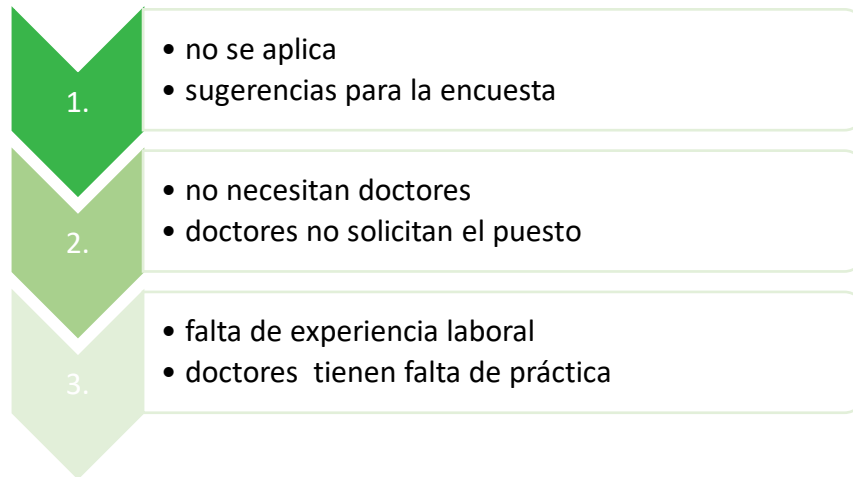 1.
• no se aplica
• sugerencias para la encuesta
2.
• no necesitan doctores
• doctores no solicitan el puesto
3.
• falta de experiencia laboral
• doctores  tienen falta de práctica